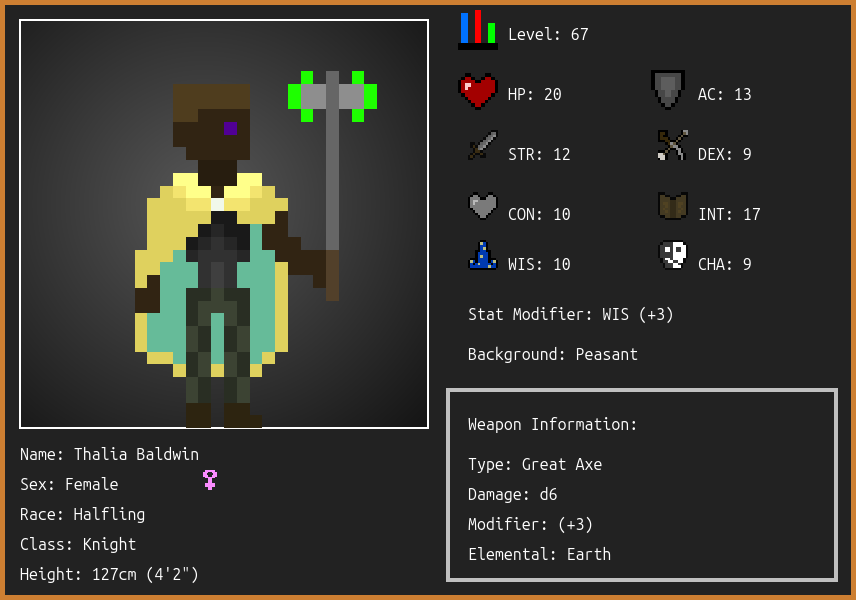 Level: 67
HP: 20
AC: 13
STR: 12
DEX: 9
CON: 10
INT: 17
WIS: 10
CHA: 9
Stat Modifier: WIS (+3)
Background: Peasant
Weapon Information:
Type: Great Axe
Damage: d6
Modifier: (+3)
Elemental: Earth
Name: Thalia Baldwin
Sex: Female
Race: Halfling
Class: Knight
Height: 127cm (4'2")